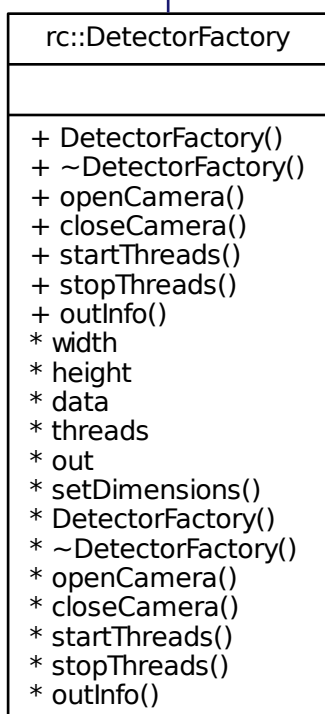 rc::DetectorFactory
+ DetectorFactory()
+ ~DetectorFactory()
+ openCamera()
+ closeCamera()
+ startThreads()
+ stopThreads()
+ outInfo()
* width
* height
* data
* threads
* out
* setDimensions()
* DetectorFactory()
* ~DetectorFactory()
* openCamera()
* closeCamera()
* startThreads()
* stopThreads()
* outInfo()